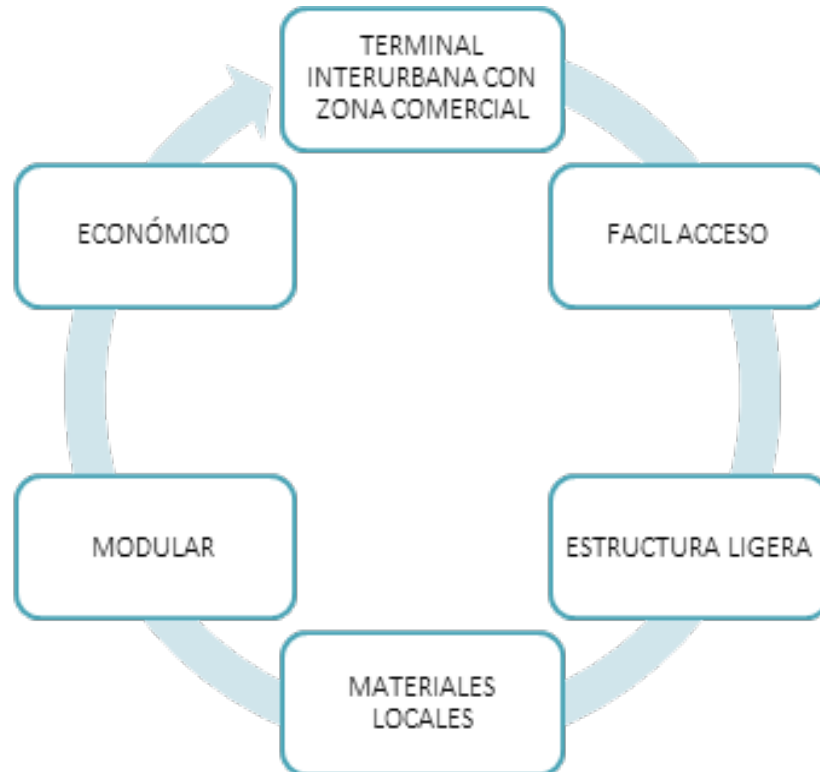 TERMINAL
INTERURBANA CON
ZONA COMERCIAL
FACIL ACCESO
ESTRUCTURA LIGERA
MATERIALES
LOCALES
MODULAR
ECONÓMICO